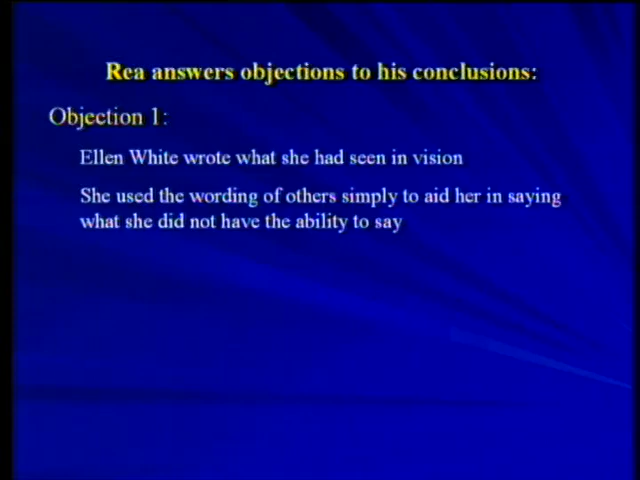 Rea answers objections to his conclusions:
Objection 1:
Ellen White wrote what she had seen in vision
She used the wording of others simply to aid her in saying
what she did not have the ability to say